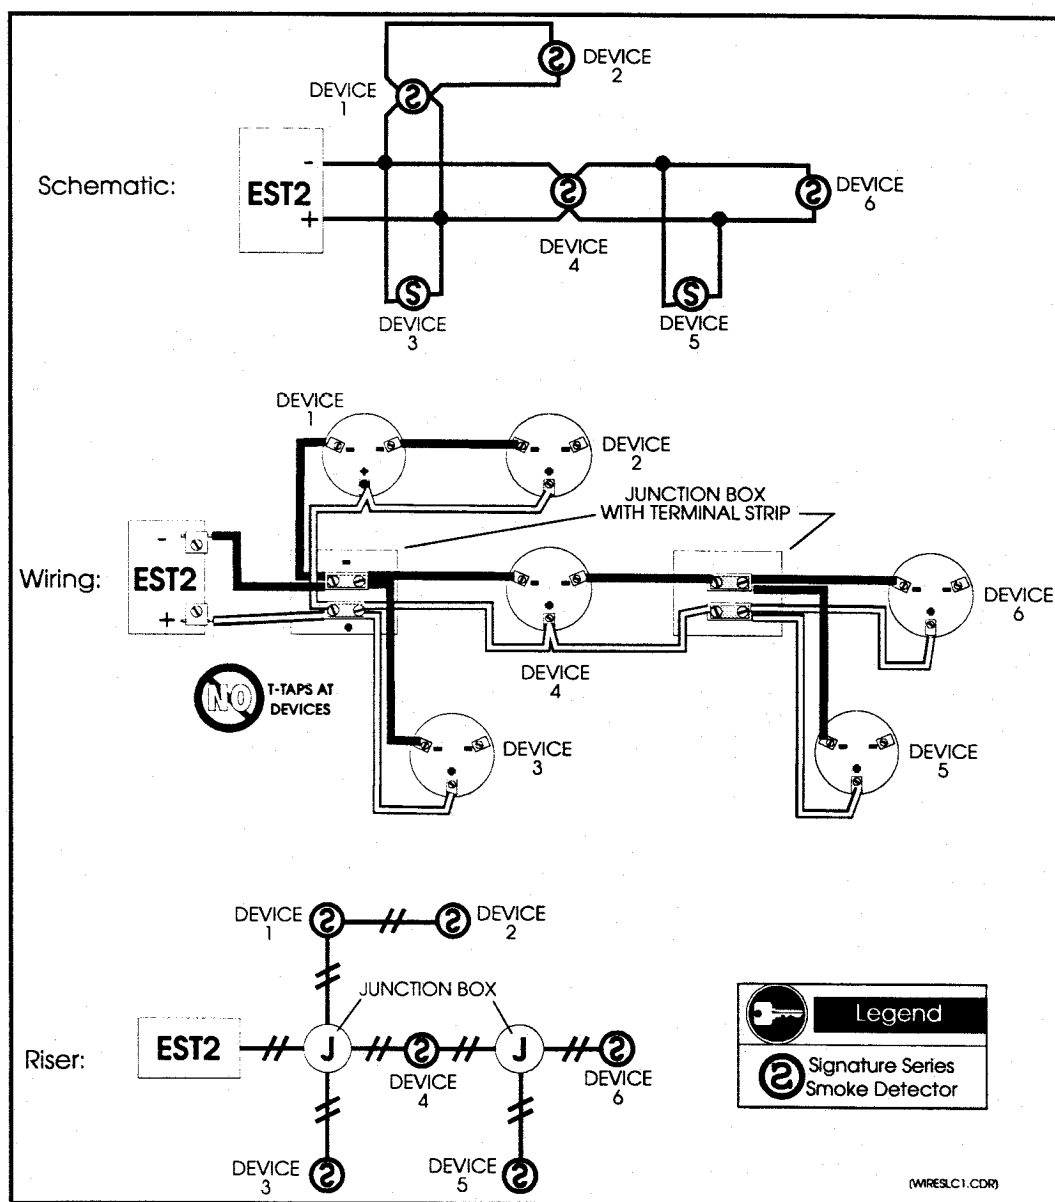 DEVICE
1
DEVICE
2
Schematic:
EST2
-
+
DEVICE
4
DEVICE
6
DEVICE
3
DEVICE
5
DEVICE
1
DEVICE
2
JUNCTION BOX
WITH TERMINAL STRIP
Wiring:
EST2
-
+
DEVICE
6
DEVICE
4
NO
T-TAPS AT
DEVICES
DEVICE
3
DEVICE
5
DEVICE
1
DEVICE
2
JUNCTION BOX
Riser:
EST2
J
J
DEVICE
4
DEVICE
6
DEVICE
3
DEVICE
5
Legend
S
Signature Series
Smoke Detector
(WIRESLC1.CDR)